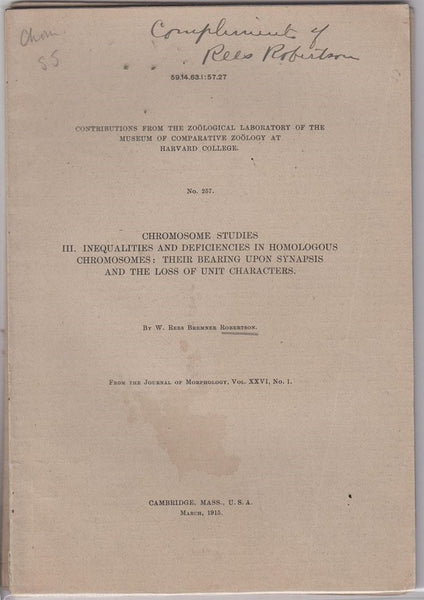 Chrom.
55
Compliment of
Rees Robertson
59.14.63.1:57.27
CONTRIBUTIONS FROM THE ZOÖLOGICAL LABORATORY OF THE
MUSEUM OF COMPARATIVE ZOÖLOGY AT
HARVARD COLLEGE.
No. 257.
CHROMOSOME STUDIES
III. INEQUALITIES AND DEFICIENCIES IN HOMOLOGOUS
CHROMOSOMES: THEIR BEARING UPON SYNAPSIS
AND THE LOSS OF UNIT CHARACTERS.
BY W. REES BREMNER ROBERTSON.
FROM THE JOURNAL OF MORPHOLOGY, VOL. XXVI, NO. 1.
CAMBRIDGE, MASS., U. S. A.
MARCH, 1915.